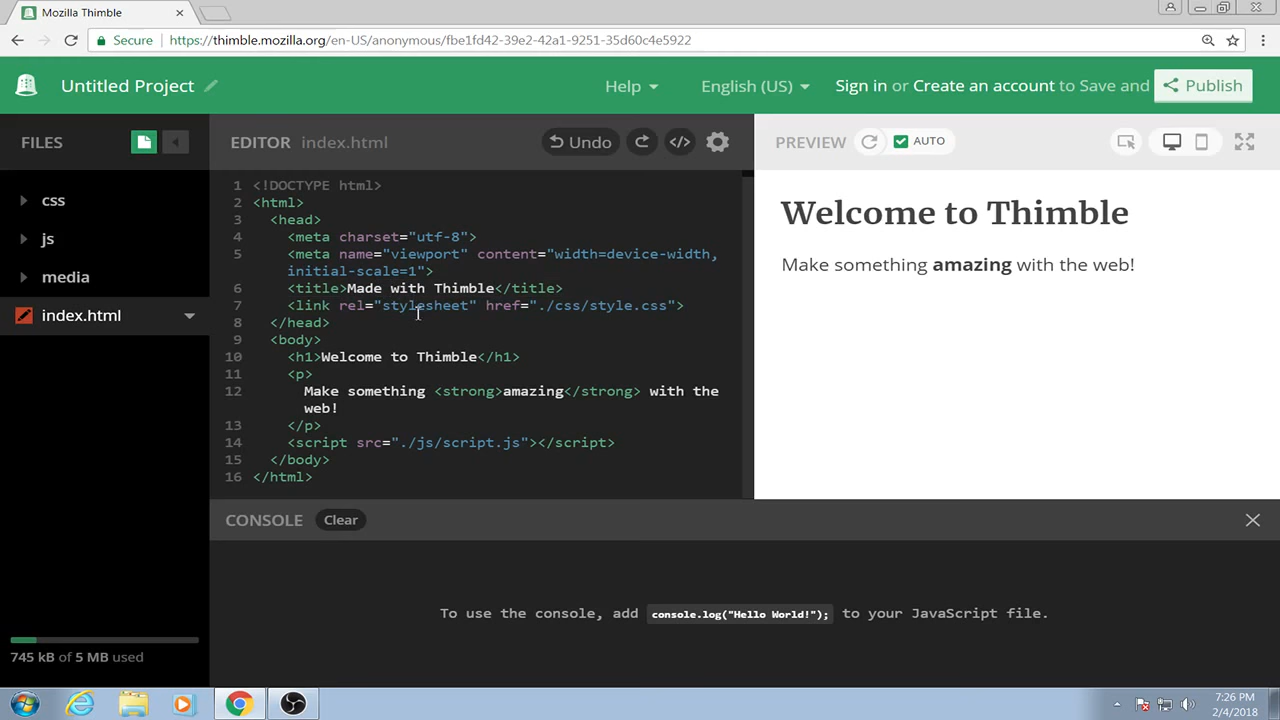 Mozilla Thimble
Secure https://thimble.mozilla.org/en-US/anonymous/fbe1fd42-39e2-42a1-9251-35d60c4e5922
Untitled Project
Help
English (US)
Sign in or Create an account to Save and
Publish
FILES
css
js
media
index.html
745 kB of 5 MB used
EDITOR index.html
Undo
1 <!DOCTYPE html>
2 <html>
3 <head>
4 <meta charset="utf-8">
5 <meta name="viewport" content="width=device-width,
initial-scale=1">
6 <title>Made with Thimble</title>
7 <link rel="stylesheet" href="./css/style.css">
8 </head>
9 <body>
10 <h1>Welcome to Thimble</h1>
11 <p>
12 Make something <strong>amazing</strong> with the
web!
13 </p>
14 <script src="./js/script.js"></script>
15 </body>
16 </html>
PREVIEW
AUTO
Welcome to Thimble
Make something amazing with the web!
CONSOLE
Clear
To use the console, add console.log("Hello World!"); to your JavaScript file.
7:26 PM
2/4/2018